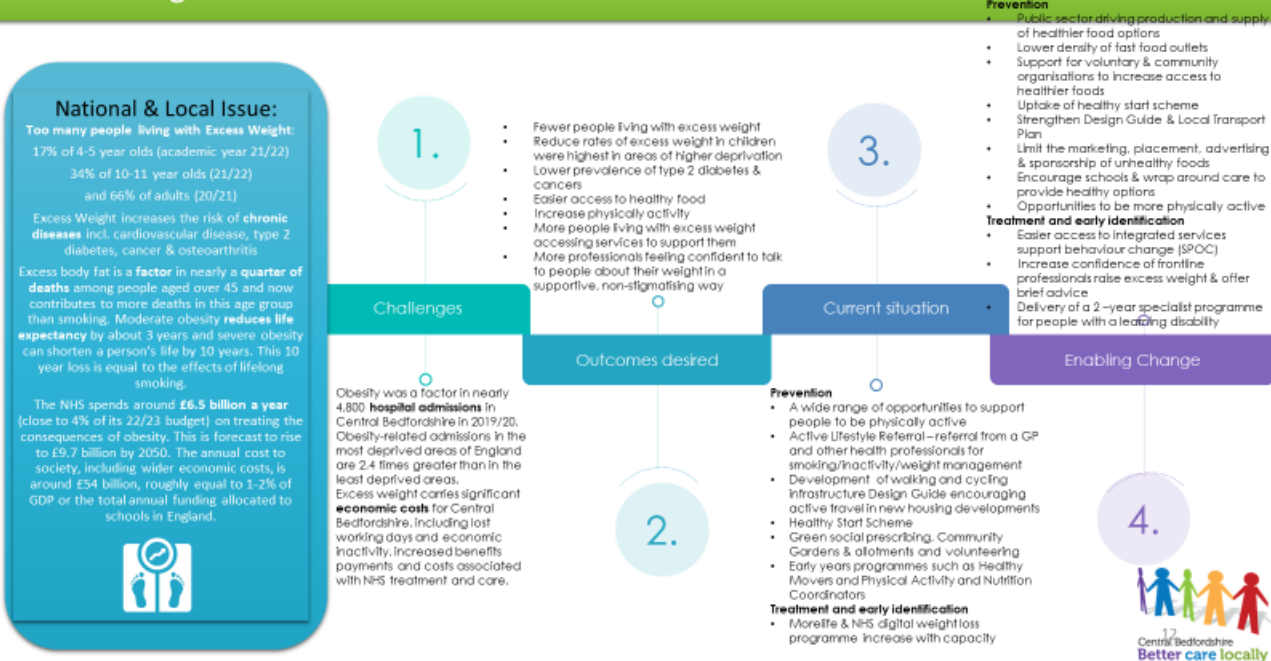 National & Local Issue:
Too many people living with Excess Weight:
17% of 4-5 year olds (academic year 21/22)
34% of 10-11 year olds (21/22)
and 66% of adults (20/21)
Excess Weight increases the risk of chronic
diseases incl. cardiovascular disease, type 2
diabetes, cancer & osteoarthritis
Excess body fat is a factor in nearly a quarter of
deaths among people aged over 45 and now
contributes to more deaths in this age group
than smoking. Moderate obesity reduces life
expectancy by about 3 years and severe obesity
can shorten a person's life by 10 years. This 10
year loss is equal to the effects of lifelong
smoking.
The NHS spends around £6.5 billion a year
(close to 4% of its 22/23 budget) on treating the
consequences of obesity. This is forecast to rise
to £9.7 billion by 2050. The annual cost to
society, including wider economic costs, is
around £54 billion, roughly equal to 1-2% of
GDP or the total annual funding allocated to
schools in England.
1.
Challenges
Obesity was a factor in nearly
4,800 hospital admissions in
Central Bedfordshire in 2019/20.
Obesity-related admissions in the
most deprived areas of England
are 2.4 times greater than in the
least deprived areas.
Excess weight carries significant
economic costs for Central
Bedfordshire, including lost
working days and economic
inactivity, increased benefits
payments and costs associated
with NHS treatment and care.
• Fewer people living with excess weight
• Reduce rates of excess weight in children
were highest in areas of higher deprivation
• Lower prevalence of type 2 diabetes &
cancers
• Easier access to healthy food
• Increase physically activity
• More people living with excess weight
accessing services to support them
• More professionals feeling confident to talk
to people about their weight in a
supportive, non-stigmatising way
Outcomes desired
2.
3.
Current situation
Prevention
• A wide range of opportunities to support
people to be physically active
• Active Lifestyle Referral – referral from a GP
and other health professionals for
smoking/inactivity/weight management
• Development of walking and cycling
infrastructure Design Guide encouraging
active travel in new housing developments
• Healthy Start Scheme
• Green social prescribing, Community
Gardens & allotments and volunteering
• Early years programmes such as Healthy
Movers and Physical Activity and Nutrition
Coordinators
Treatment and early identification
• Morelife & NHS digital weight loss
programme increase with capacity
Prevention
• Public sector driving production and supply
of healthier food options
• Lower density of fast food outlets
• Support for voluntary & community
organisations to increase access to
healthier foods
• Uptake of healthy start scheme
• Strengthen Design Guide & Local Transport
Plan
• Limit the marketing, placement, advertising
& sponsorship of unhealthy foods
• Encourage schools & wrap around care to
provide healthy options
• Opportunities to be more physically active
Treatment and early identification
• Easier access to integrated services
support behaviour change (SPOC)
• Increase confidence of frontline
professionals raise excess weight & offer
brief advice
• Delivery of a 2 –year specialist programme
for people with a learning disability
Enabling Change
4.
12
Central Bedfordshire
Better care locally